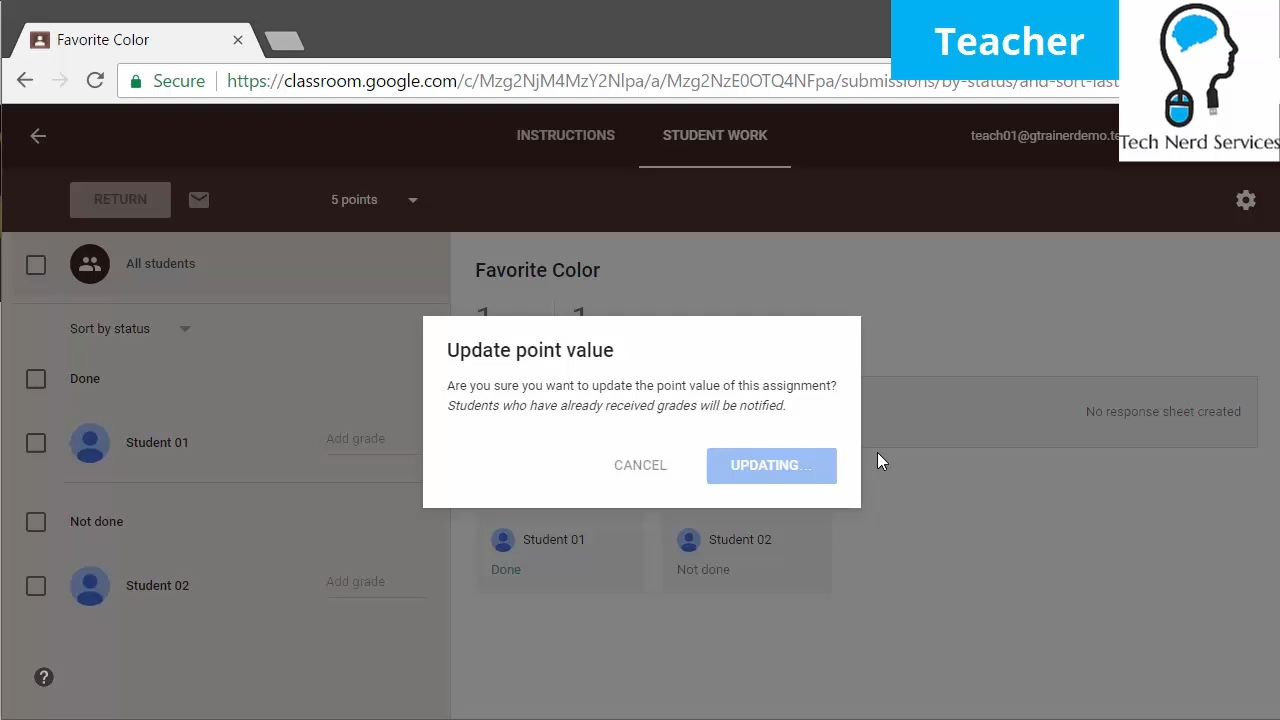 Favorite Color
Teacher
Secure
https://classroom.google.com/c/Mzg2NjM4MzY2Nlpa/a/Mzg2NzE0OTQ4NFpa/submissions/by-status/and-sort-last
Tech Nerd Services
INSTRUCTIONS
STUDENT WORK
teach01@gtrainerdemo.te
RETURN
5 points
All students
Favorite Color
1 1
Sort by status
Update point value
Are you sure you want to update the point value of this assignment?
Students who have already received grades will be notified.
CANCEL
UPDATING...
No response sheet created
Done
Student 01
Add grade
Not done
Student 02
Add grade
Student 01
Done
Student 02
Not done
?